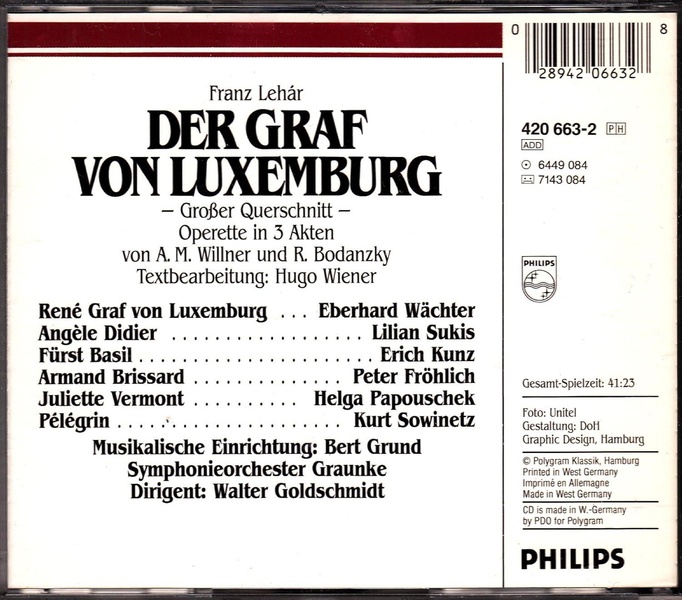 Franz Lehár
DER GRAF
VON LUXEMBURG
– Großer Querschnitt –
Operette in 3 Akten
von A. M. Willner und R. Bodanzky
Textbearbeitung: Hugo Wiener
René Graf von Luxemburg . . . Eberhard Wächter
Angèle Didier . . . . . . . . . . . . . . . . . . Lilian Sukis
Fürst Basil . . . . . . . . . . . . . . . . . . . . . . Erich Kunz
Armand Brissard . . . . . . . . . . . . . . Peter Fröhlich
Juliette Vermont . . . . . . . . . . Helga Papouschek
Pélégrin . . . . . . . . . . . . . . . . . . . . . . Kurt Sowinetz
Musikalische Einrichtung: Bert Grund
Symphonieorchester Graunke
Dirigent: Walter Goldschmidt
0 28942 06632 8
420 663-2 PH
ADD
6449 084
7143 084
PHILIPS
Gesamt-Spielzeit: 41:23
Foto: Unitel
Gestaltung: DoH
Graphic Design, Hamburg
© Polygram Klassik, Hamburg
Printed in West Germany
Imprimé en Allemagne
Made in West Germany
CD is made in W.-Germany
by PDO for Polygram
PHILIPS